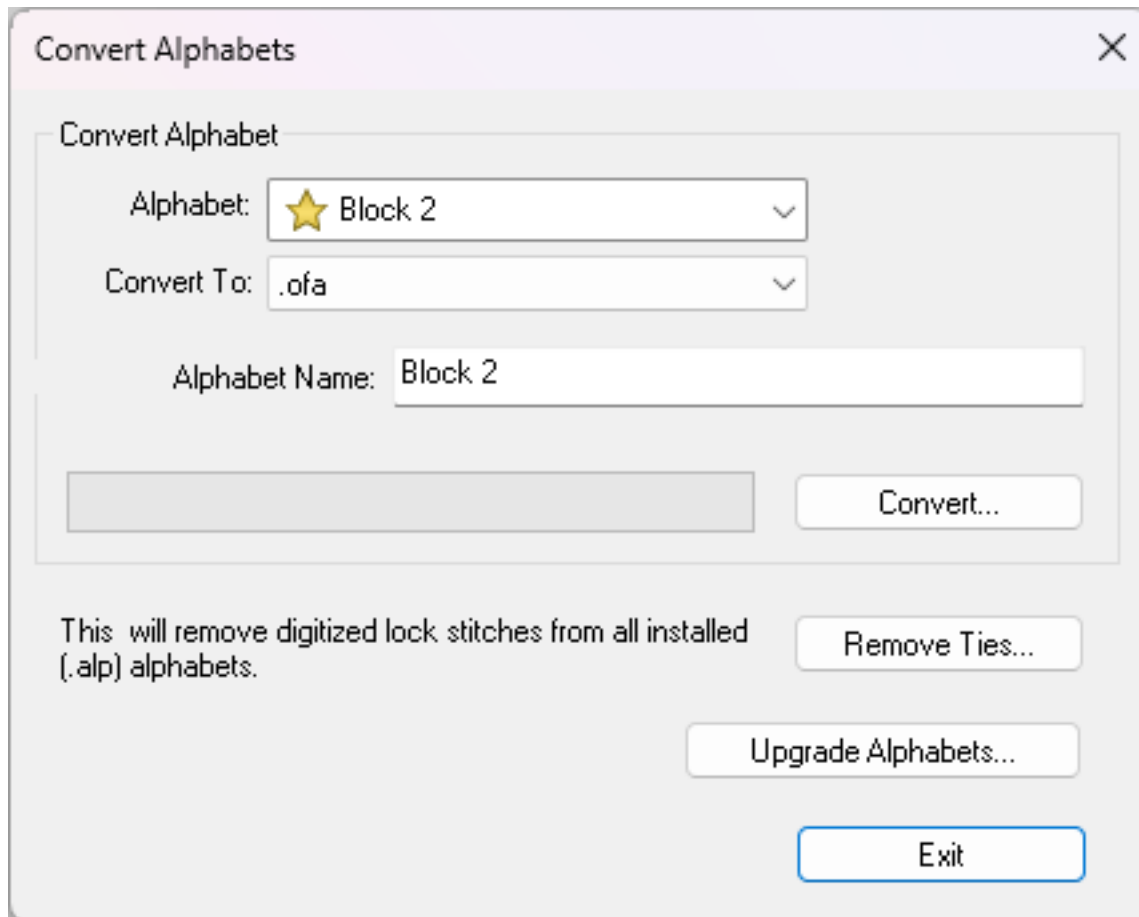 Convert Alphabets
Convert Alphabet
Alphabet: Block 2
Convert To: .ofa
Alphabet Name: Block 2
Convert...
This will remove digitized lock stitches from all installed
(.alp) alphabets.
Remove Ties...
Upgrade Alphabets...
Exit